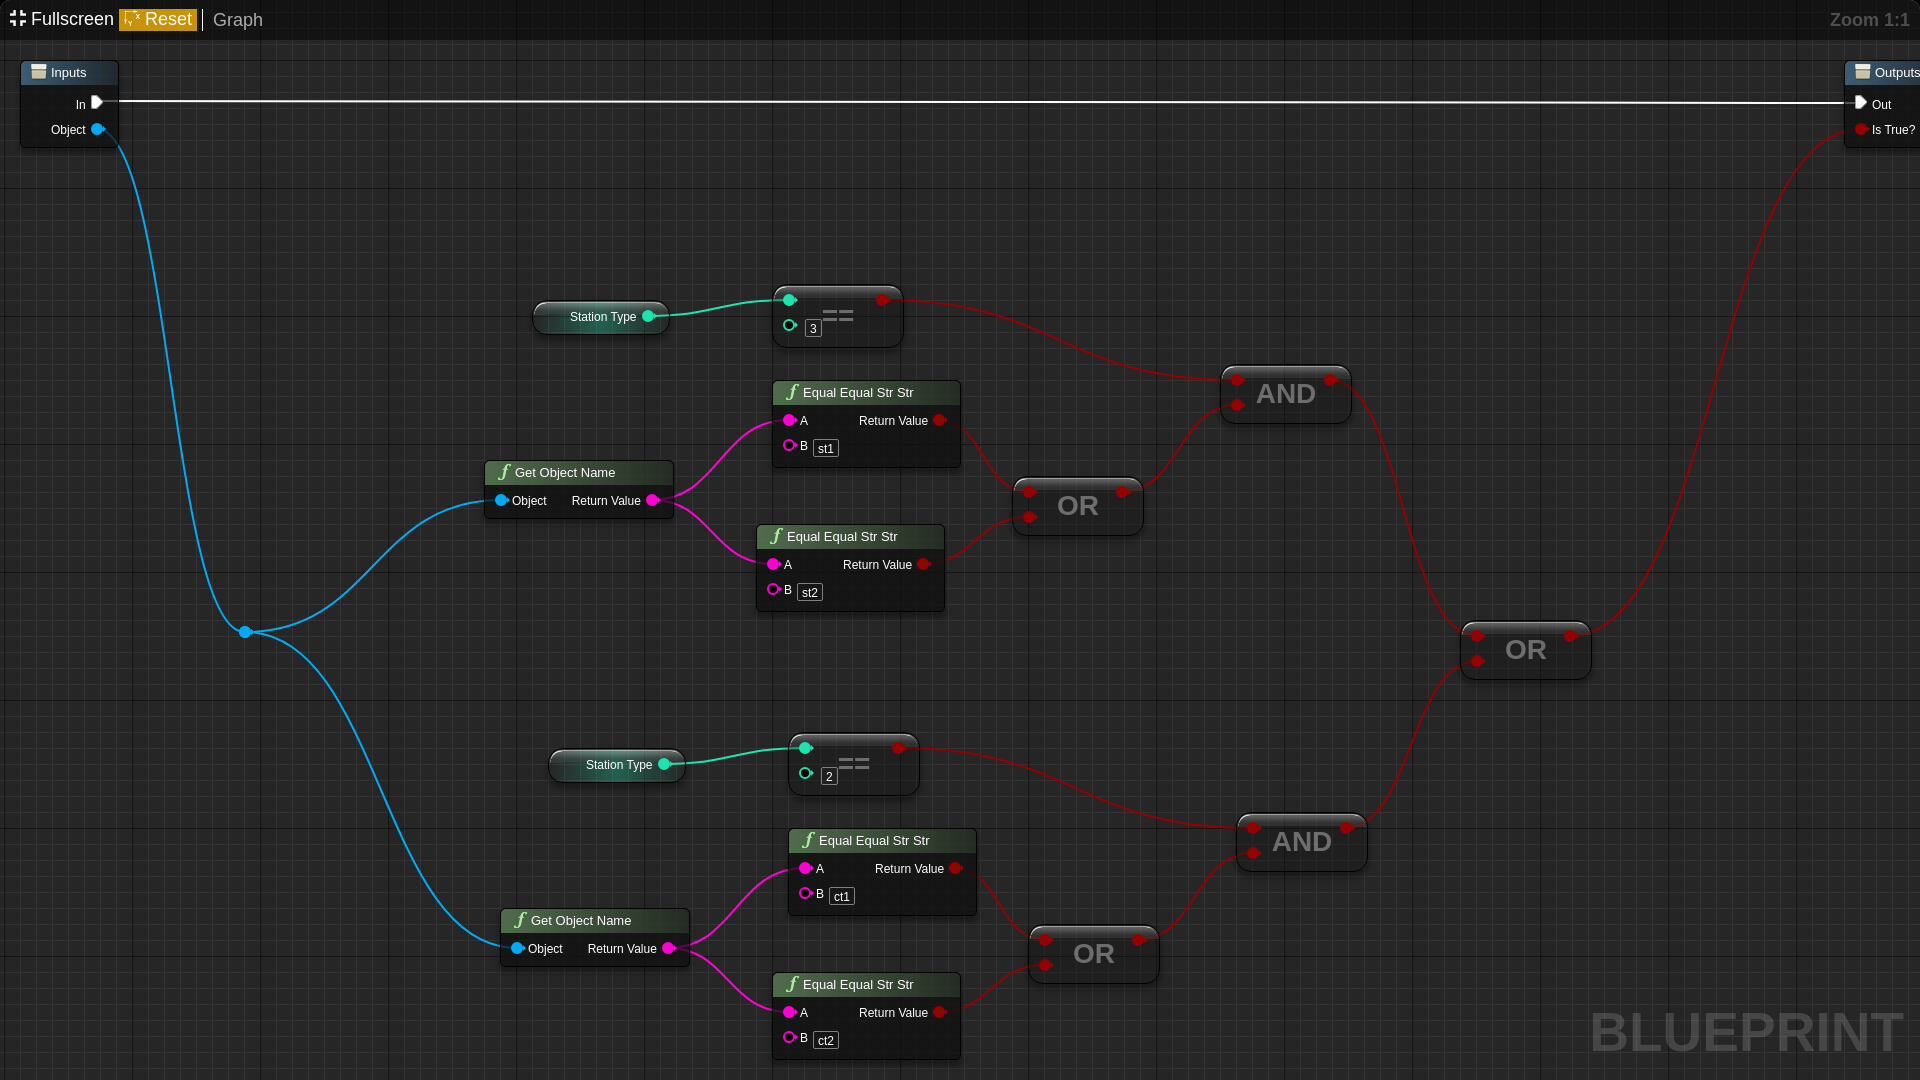 Fullscreen Reset Graph Zoom 1:1
Inputs
In
Object
Outputs
Out
Is True?
Station Type
==
3
Equal Equal Str Str
A Return Value
B st1
AND
Get Object Name
Object Return Value
OR
Equal Equal Str Str
A Return Value
B st2
OR
Station Type
==
2
Equal Equal Str Str
A Return Value
B ct1
AND
Get Object Name
Object Return Value
OR
Equal Equal Str Str
A Return Value
B ct2
BLUEPRINT